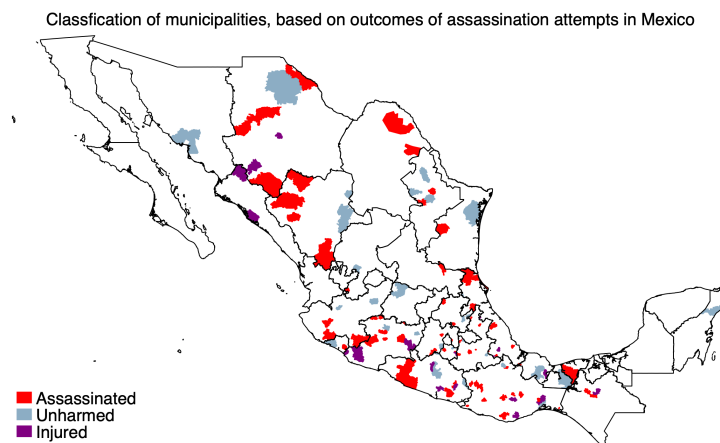 Classfication of municipalities, based on outcomes of assassination attempts in Mexico
Assassinated
Unharmed
Injured